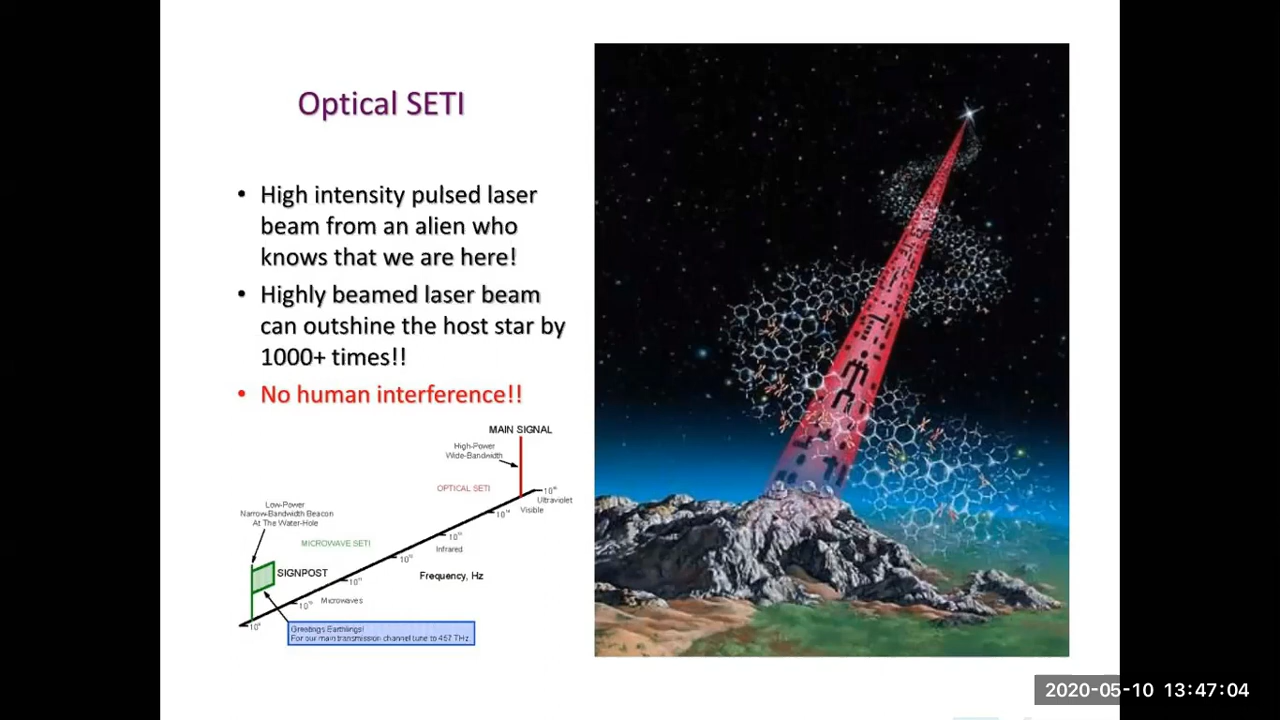 Optical SETI
• High intensity pulsed laser
beam from an alien who
knows that we are here!
• Highly beamed laser beam
can outshine the host star by
1000+ times!!
• No human interference!!
MAIN SIGNAL
High-Power
Wide-Bandwidth
OPTICAL SETI
Ultraviolet
Visible
Low-Power
Narrow-Bandwidth Beacon
At The Water-Hole
MICROWAVE SETI
Infrared
SIGNPOST
Frequency, Hz
Microwaves
Greetings Earthlings!
For our main transmission channel tune to 457 THz.
2020-05-10 13:47:04